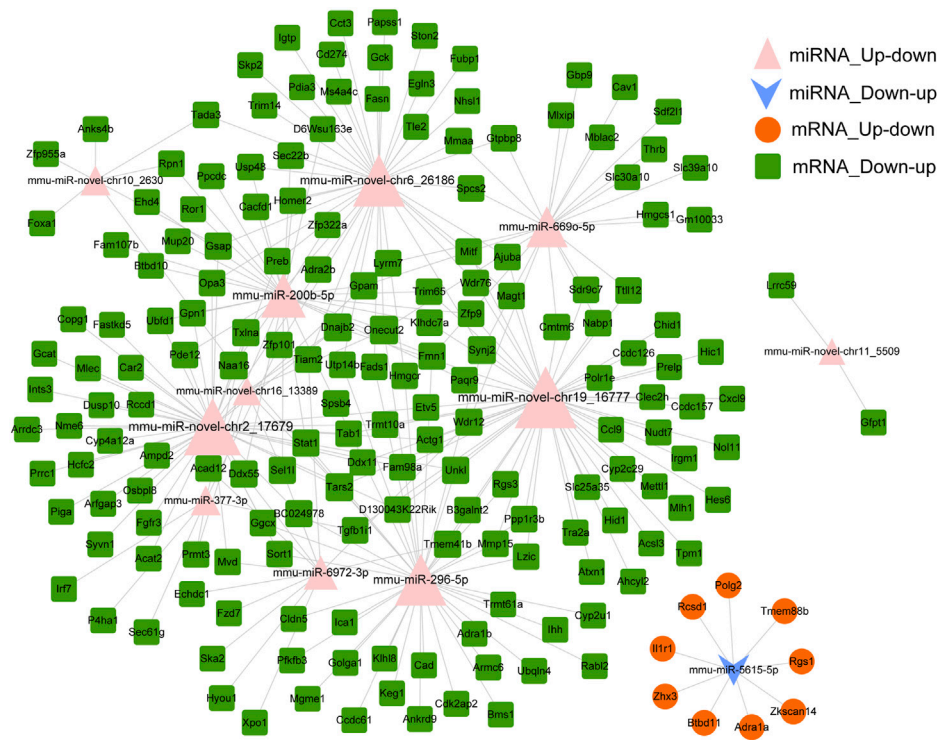 miRNA_Up-down
miRNA_Down-up
mRNA_Up-down
mRNA_Down-up
Cct3
Papss1
Igtp
Cd274
Gck
Ston2
Skp2
Pdia3
Ms4a4c
Fasn
Egln3
Fubp1
Gbp9
Cav1
Trim14
Nhsl1
Mlxipl
Sdf2l1
Tada3
D6Wsu163e
Tle2
Mmaa
Gtpbp8
Mblac2
Anks4b
Thrb
Zfp955a
Rpn1
Ppcdc
Usp48
Sec22b
Slc30a10
Slc39a10
mmu-miR-novel-chr10_2630
mmu-miR-novel-chr6_26186
Spcs2
Ehd4
Ror1
Cacfd1
Homer2
Hmgcs1
Gm10033
Foxa1
Zfp322a
mmu-miR-669o-5p
Fam107b
Mup20
Gsap
Btbd10
Preb
Adra2b
Lyrm7
Mitf
Ajuba
Opa3
Gpam
Wdr76
Sdr9c7
Ttll12
Lrrc59
mmu-miR-200b-5p
Trim65
Magt1
Copg1
Fastkd5
Ubfd1
Gpn1
Klhdc7a
Zfp9
Nabp1
Chid1
Txlna
Dnajb2
Onecut2
Cmtm6
Gcat
Mlec
Car2
Pde12
Naa16
Zfp101
Tiam2
Utp14b
Fads1
Fmn1
Synj2
Ccdc126
Hic1
mmu-miR-novel-chr11_5509
Hmgcr
Paqr9
Polr1e
Prelp
Ints3
mmu-miR-novel-chr16_13389
Dusp10
Rccd1
Spsb4
Etv5
mmu-miR-novel-chr19_16777
Clec2h
Ccdc157
Cxcl9
Arrdc3
Nme6
Cyp4a12a
mmu-miR-novel-chr2_17679
Tab1
Trmt10a
Wdr12
Ccl9
Nudt7
Gfpt1
Stat1
Actg1
Nol11
Prrc1
Hcfc2
Ampd2
Acad12
Ddx55
Sel1l
Ddx11
Fam98a
Unkl
Irgm1
Osbpl8
Tars2
Rgs3
Cyp2c29
Mettl1
Piga
Arfgap3
mmu-miR-377-3p
BC024978
D130043K22Rik
B3galnt2
Slc25a35
Hes6
Fgfr3
Ggcx
Tgfb1i1
Ppp1r3b
Hid1
Mlh1
Syvn1
Acat2
Prmt3
Sort1
Tmem41b
Mmp15
Lzic
Tra2a
Acsl3
Tprn1
Mvd
mmu-miR-6972-3p
mmu-miR-296-5p
Atxn1
Ahcyl2
Irf7
Echdc1
Fzd7
Trmt61a
Cyp2u1
Polg2
P4ha1
Sec61g
Cldn5
Ica1
Adra1b
Ihh
Rcsd1
Tmem88b
Ska2
Pfkfb3
Golga1
Klhl8
Cad
Armc6
Ubqln4
Rabl2
Il1r1
mmu-miR-5615-5p
Rgs1
Hyou1
Mgme1
Keg1
Cdk2ap2
Zhx3
Zkscan14
Xpo1
Ccdc61
Ankrd9
Bms1
Btbd11
Adra1a